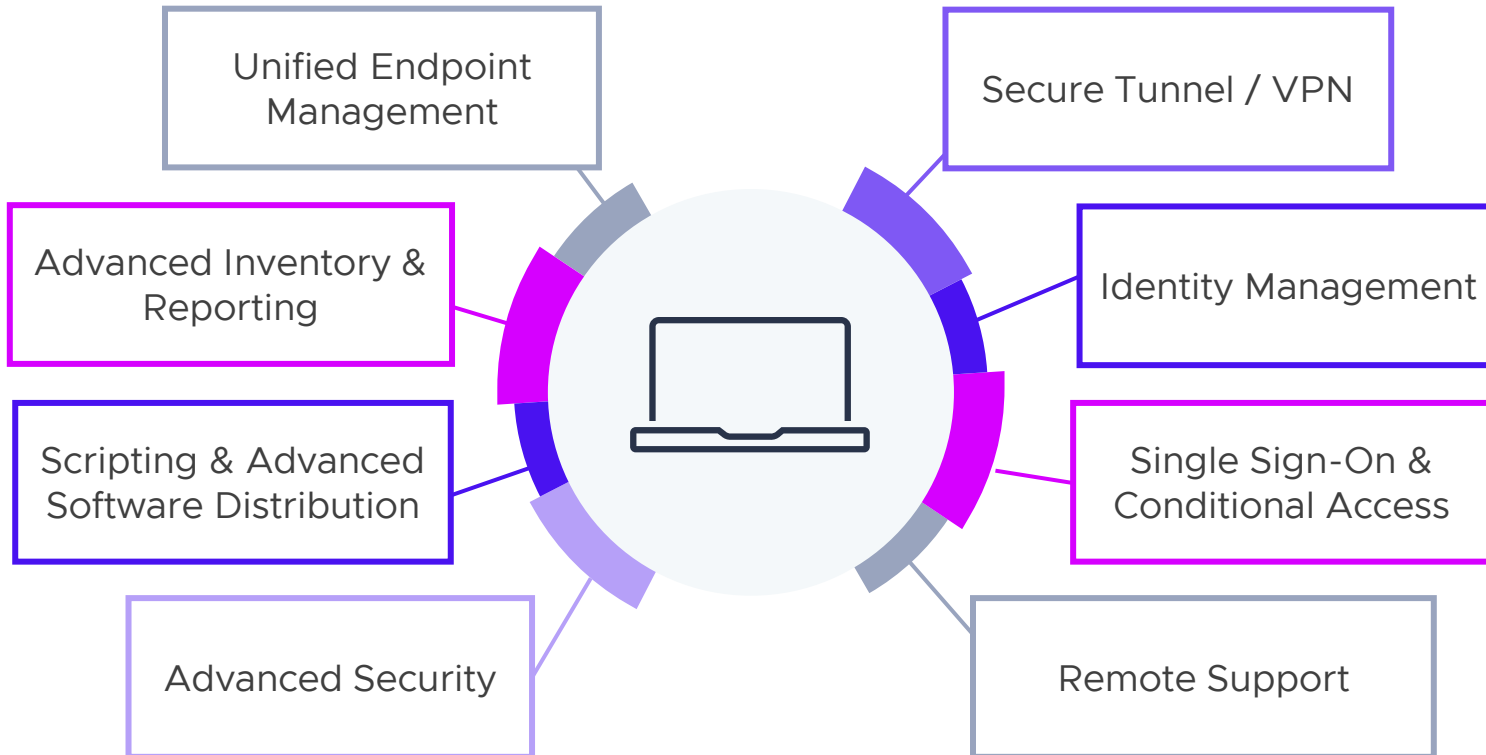 Unified Endpoint
Management
Secure Tunnel / VPN
Advanced Inventory &
Reporting
Identity Management
Scripting & Advanced
Software Distribution
Single Sign-On &
Conditional Access
Advanced Security
Remote Support